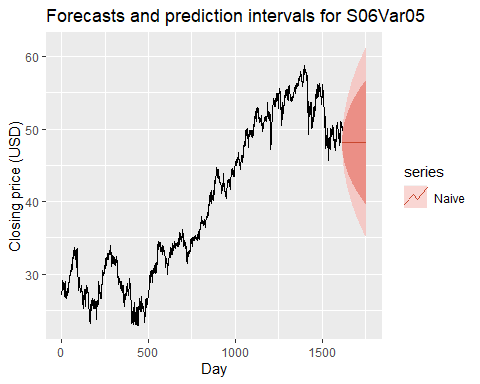 Forecasts and prediction intervals for S06Var05
60
50
40
30
Closing price (USD)
0
500
1000
1500
Day
series
Naive